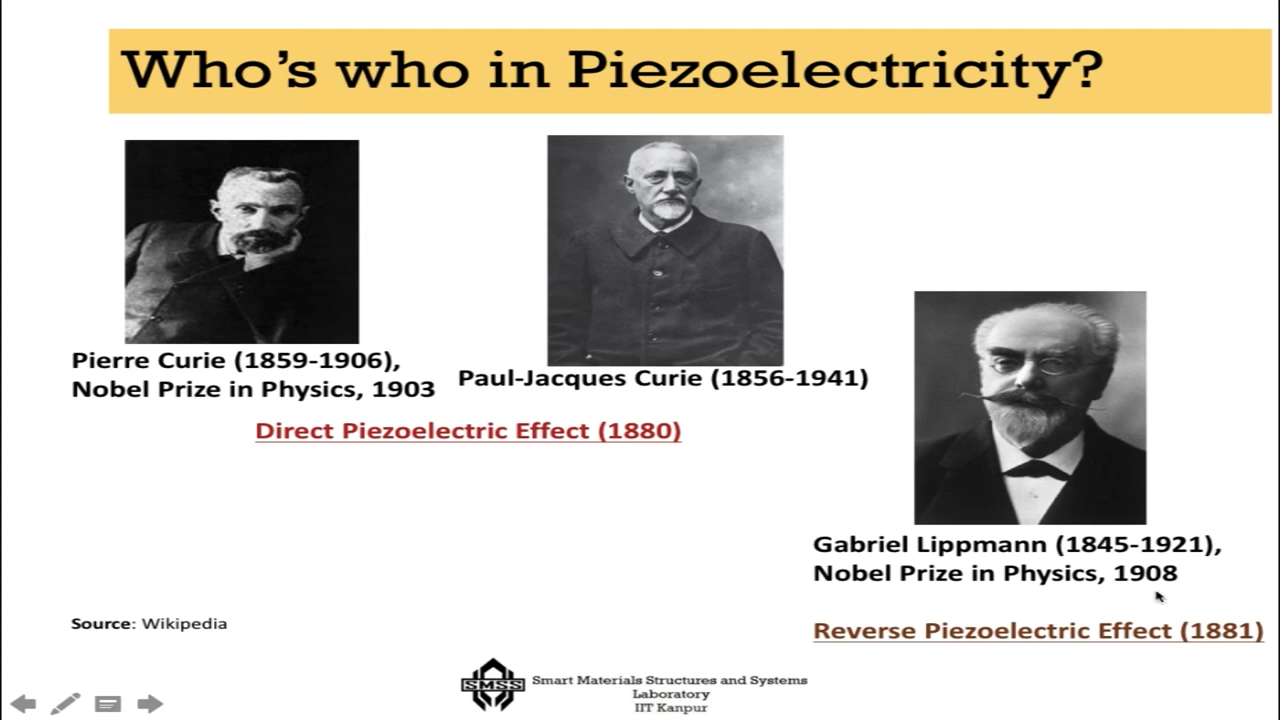 Who's who in Piezoelectricity?
Pierre Curie (1859-1906),
Nobel Prize in Physics, 1903
Paul-Jacques Curie (1856-1941)
Direct Piezoelectric Effect (1880)
Gabriel Lippmann (1845-1921),
Nobel Prize in Physics, 1908
Reverse Piezoelectric Effect (1881)
Source: Wikipedia
SMSS
Smart Materials Structures and Systems
Laboratory
IIT Kanpur